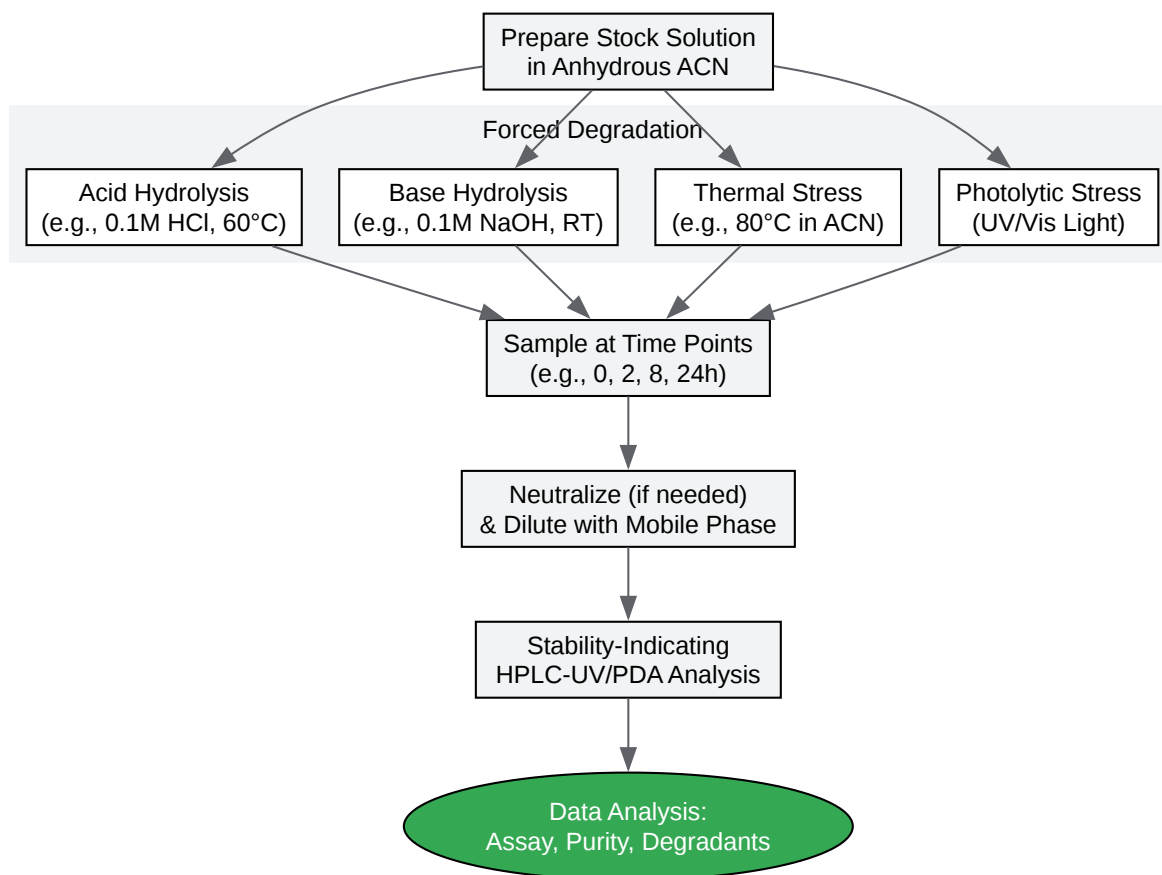 Prepare Stock Solution
in Anhydrous ACN
Forced Degradation
Acid Hydrolysis
(e.g., 0.1M HCl, 60°C)
Base Hydrolysis
(e.g., 0.1M NaOH, RT)
Thermal Stress
(e.g., 80°C in ACN)
Photolytic Stress
(UV/Vis Light)
Sample at Time Points
(e.g., 0, 2, 8, 24h)
Neutralize (if needed)
& Dilute with Mobile Phase
Stability-Indicating
HPLC-UV/PDA Analysis
Data Analysis:
Assay, Purity, Degradants